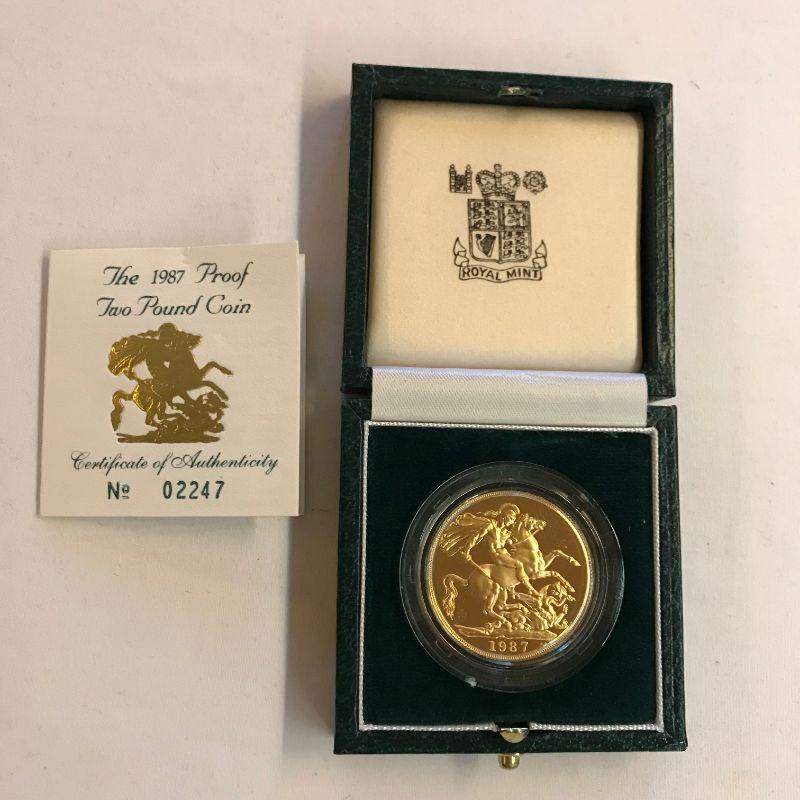 The 1987 Proof
Two Pound Coin
Certificate of Authenticity
No 02247
ROYAL MINT
1987